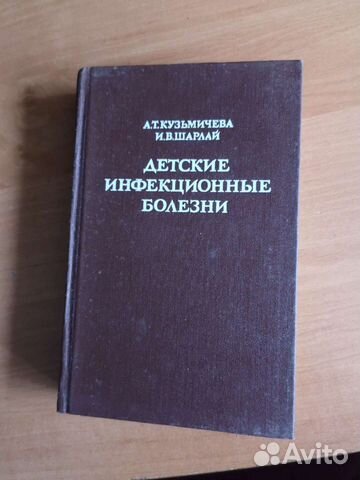 А.Т.КУЗЬМИЧЕВА
И.В.ШАРЛАЙ
ДЕТСКИЕ
ИНФЕКЦИОННЫЕ
БОЛЕЗНИ
Avito